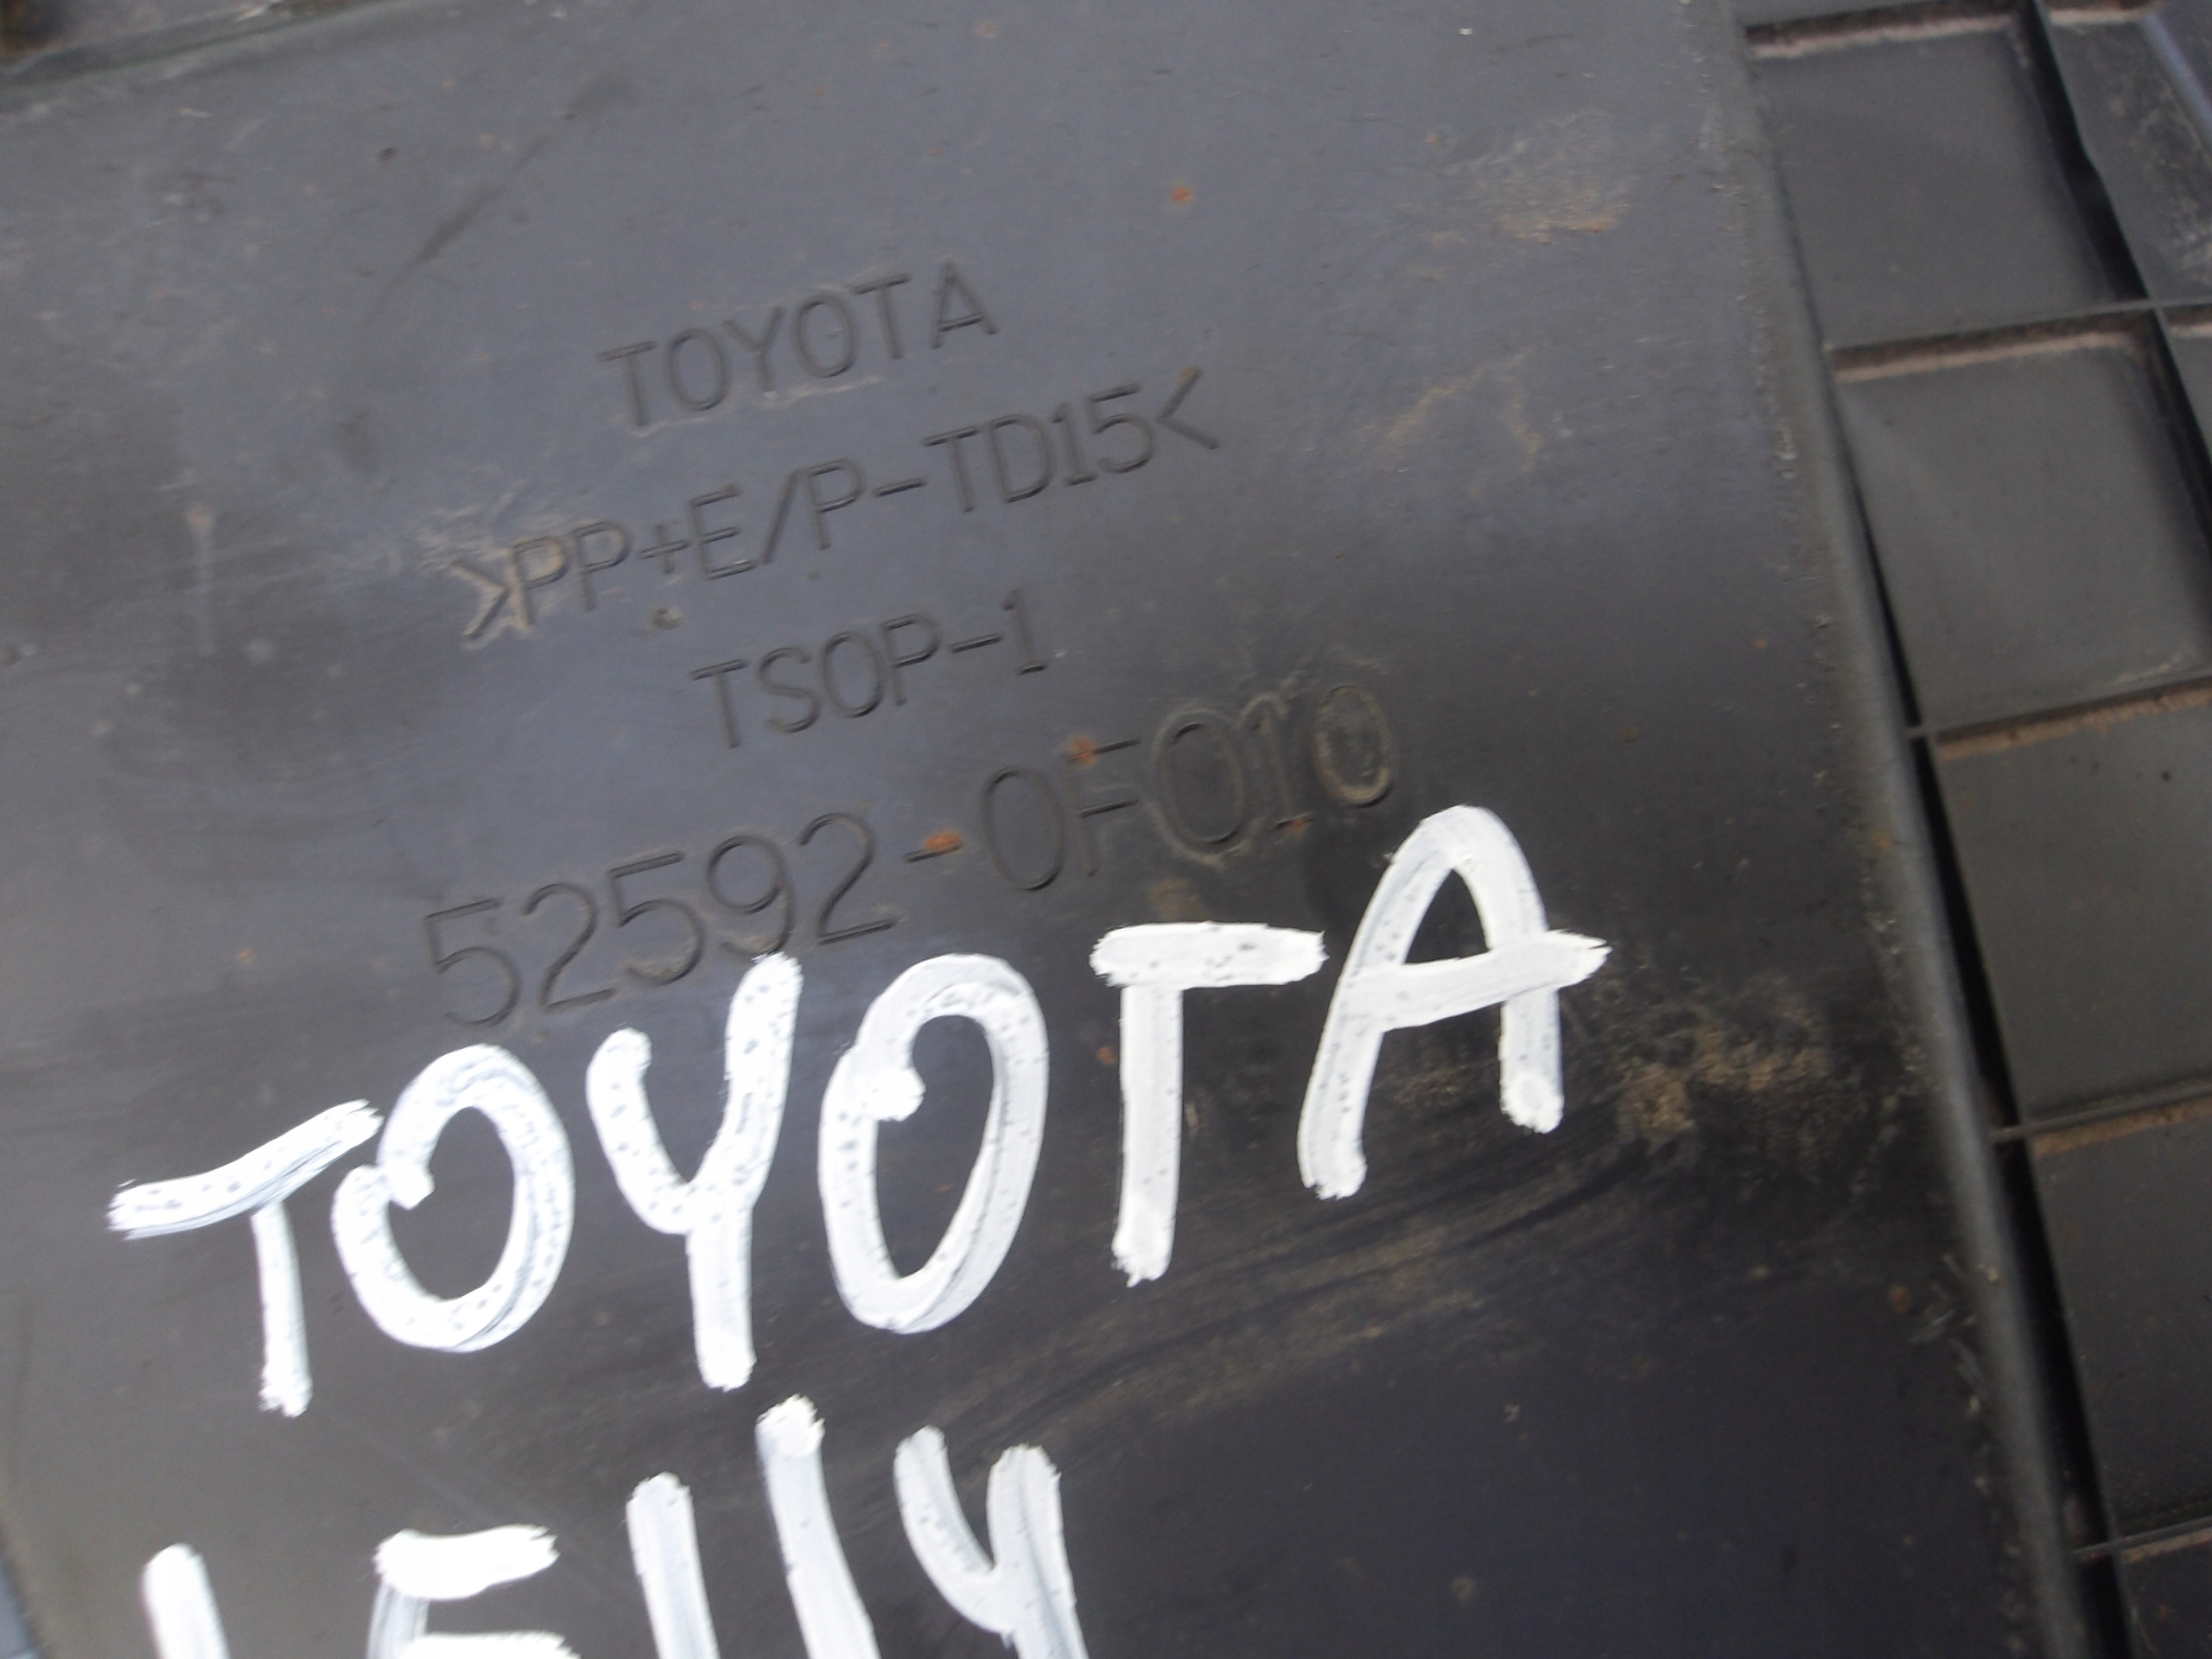 TOYOTA
>PP+E/P-TD15<
TSOP-1
52592-0F010
TOYOTA